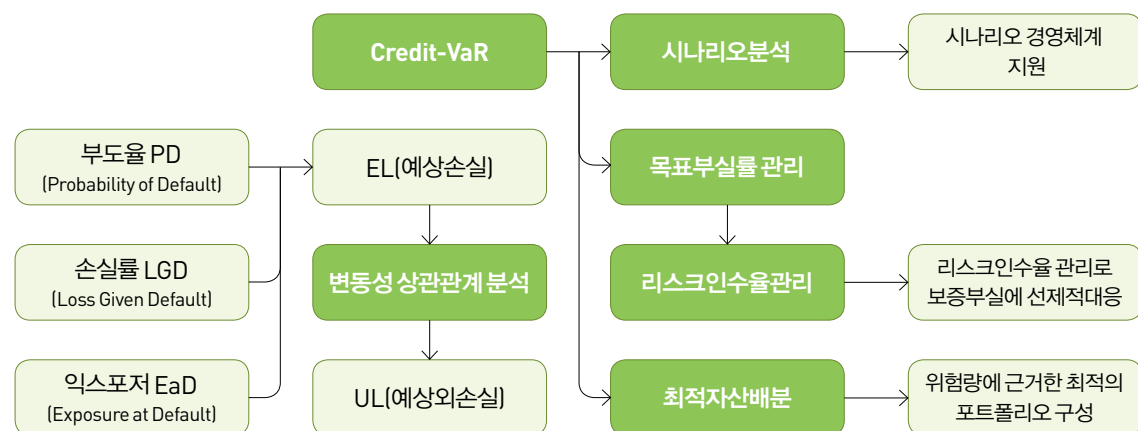 Credit-VaR
시나리오분석
시나리오 경영체계
지원
부도율 PD
(Probability of Default)
EL(예상손실)
목표부실률 관리
손실률 LGD
(Loss Given Default)
변동성 상관관계 분석
리스크인수율관리
리스크인수율 관리로
보증부실에 선제적대응
익스포저 EaD
(Exposure at Default)
UL(예상외손실)
최적자산배분
위험량에 근거한 최적의
포트폴리오 구성